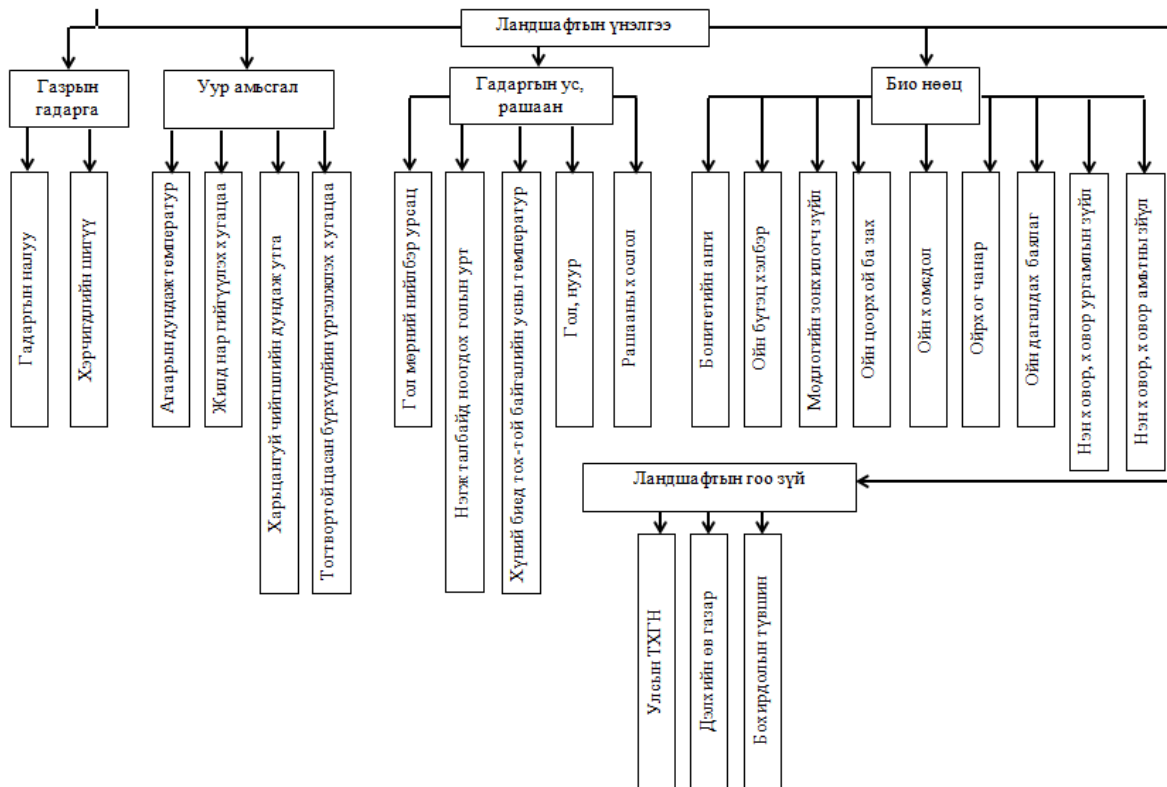 Ландшафтын үнэлгээ
Газрын
гадарга
Уур амьсгал
Гадаргын ус,
рашаан
Био нөөц
Гадаргын налуу
Хэрчигдлийн шигүү
Агаарын дундаж температур
Жилд нар гийгүүлэх хугацаа
Харьцангуй чийгшлийн дундаж утга
Тогтвортой цасан бүрхүүлийн үргэлжлэх хугацаа
Гол мөрний нийлбэр урсац
Нэгж талбайд ноогдох голын урт
Хүний биед тох-той байгалийн усны температур
Гол, нуур
Рашааны хослол
Бонитетийн анги
Ойн бүтэц хэлбэр
Модлогийн зонхилогч зүйл
Ойн цоорхой ба зах
Ойн хомсдол
Ойрхог чанар
Ойн дагалдах баялаг
Нэн ховор, ховор ургамлын зүйл
Нэн ховор, ховор амьтны зйүл
Ландшафтын гоо зүй
Улсын ТХГН
Дэлхийн өв газар
Бохирдолын түвшин